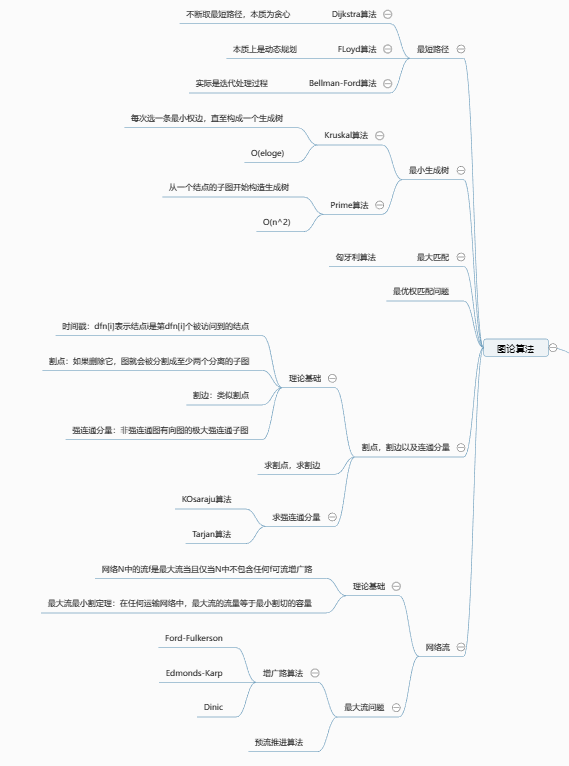 不断取最短路径，本质为贪心
Dijkstra算法
本质上是动态规划
FLoyd算法
最短路径
实际是迭代处理过程
Bellman-Ford算法
每次选一条最小权边，直至构成一个生成树
Kruskal算法
O(eloge)
最小生成树
从一个结点的子图开始构造生成树
Prime算法
O(n^2)
匈牙利算法
最大匹配
最优权匹配问题
图论算法
时间戳：dfn[i]表示结点i是第dfn[i]个被访问到的结点
割点：如果删除它，图就会被分割成至少两个分离的子图
理论基础
割边：类似割点
强连通分量：非强连通图有向图的极大强连通子图
割点，割边以及连通分量
求割点，求割边
KOsaraju算法
求强连通分量
Tarjan算法
网络N中的流f是最大流当且仅当N中不包含任何f可流增广路
理论基础
最大流最小割定理：在任何运输网络中，最大流的流量等于最小割切的容量
Ford-Fulkerson
网络流
Edmonds-Karp
增广路算法
Dinic
最大流问题
预流推进算法